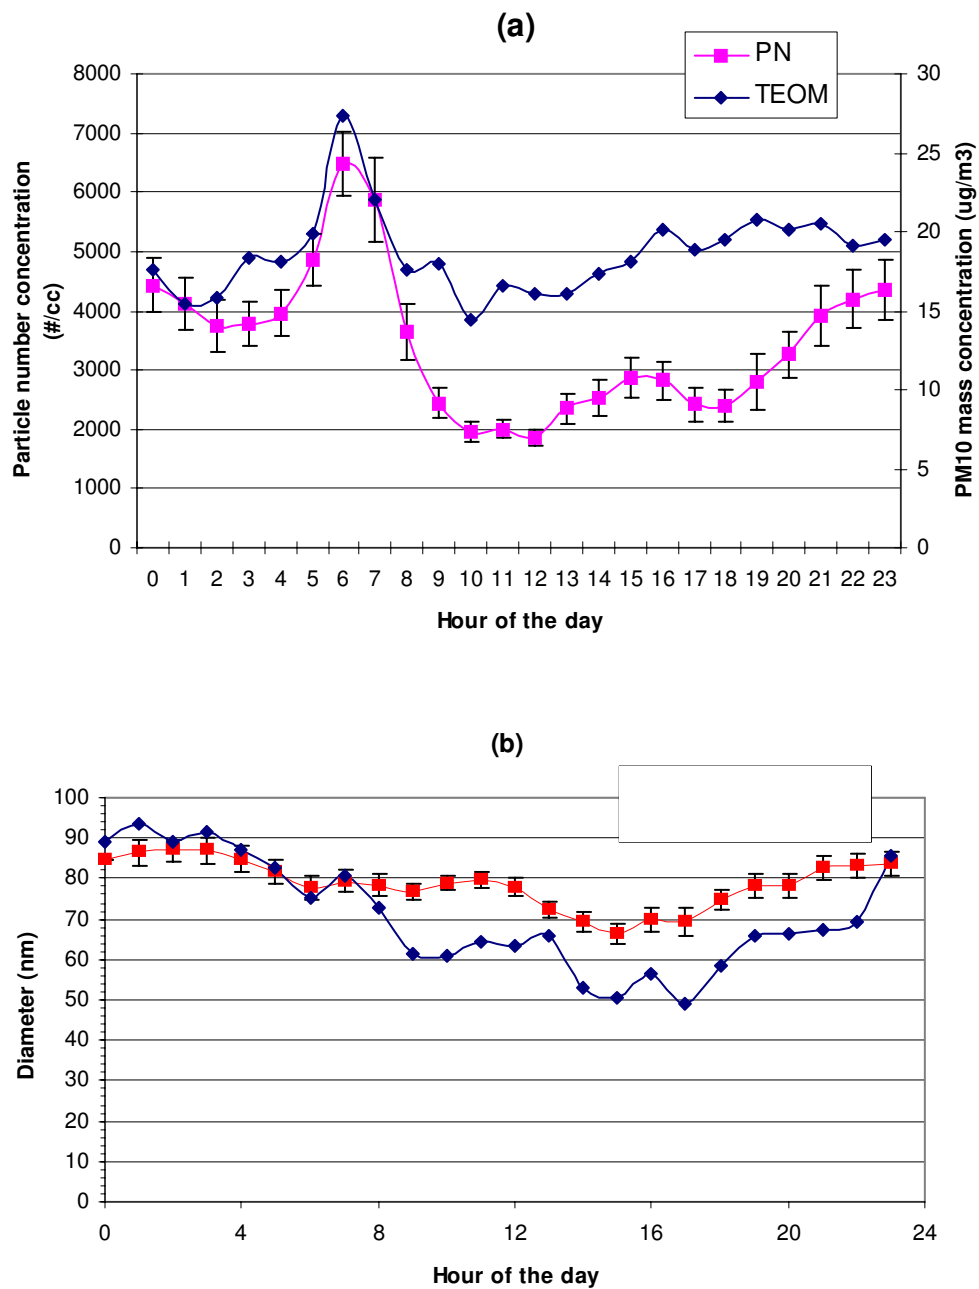 (a)
PN
TEOM
8000
7000
6000
5000
4000
3000
2000
1000
0
30
25
20
15
10
5
0
Particle number concentration
(#/cc)
PM10 mass concentration (ug/m3)
0 1 2 3 4 5 6 7 8 9 10 11 12 13 14 15 16 17 18 19 20 21 22 23
Hour of the day
(b)
100
90
80
70
60
50
40
30
20
10
0
Diameter (nm)
0 4 8 12 16 20 24
Hour of the day